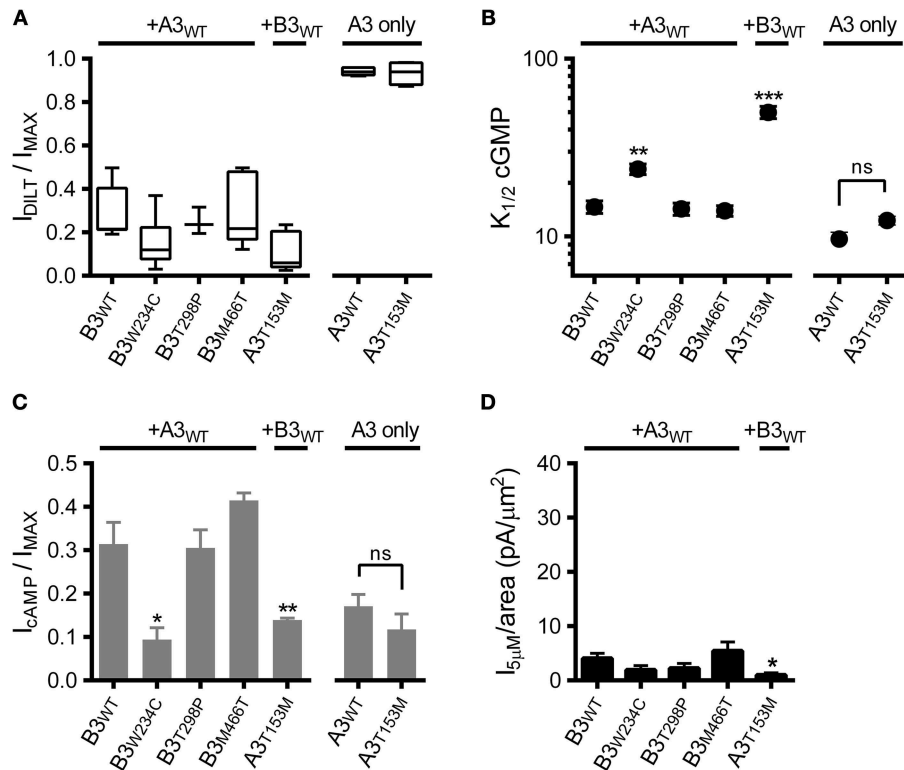 A
+A3WT
+B3WT
A3 only
IDILT / IMAX
1.0
0.8
0.6
0.4
0.2
0.0
B3WT
B3W234C
B3T298P
B3M466T
A3T153M
A3WT
A3T153M
B
+A3WT
+B3WT
A3 only
K1/2 cGMP
100
10
**
***
ns
B3WT
B3W234C
B3T298P
B3M466T
A3T153M
A3WT
A3T153M
C
+A3WT
+B3WT
A3 only
IcAMP / IMAX
0.5
0.4
0.3
0.2
0.1
0.0
*
**
ns
B3WT
B3W234C
B3T298P
B3M466T
A3T153M
A3WT
A3T153M
D
+A3WT
+B3WT
I5μM/area (pA/μm²)
40
30
20
10
0
*
B3WT
B3W234C
B3T298P
B3M466T
A3T153M